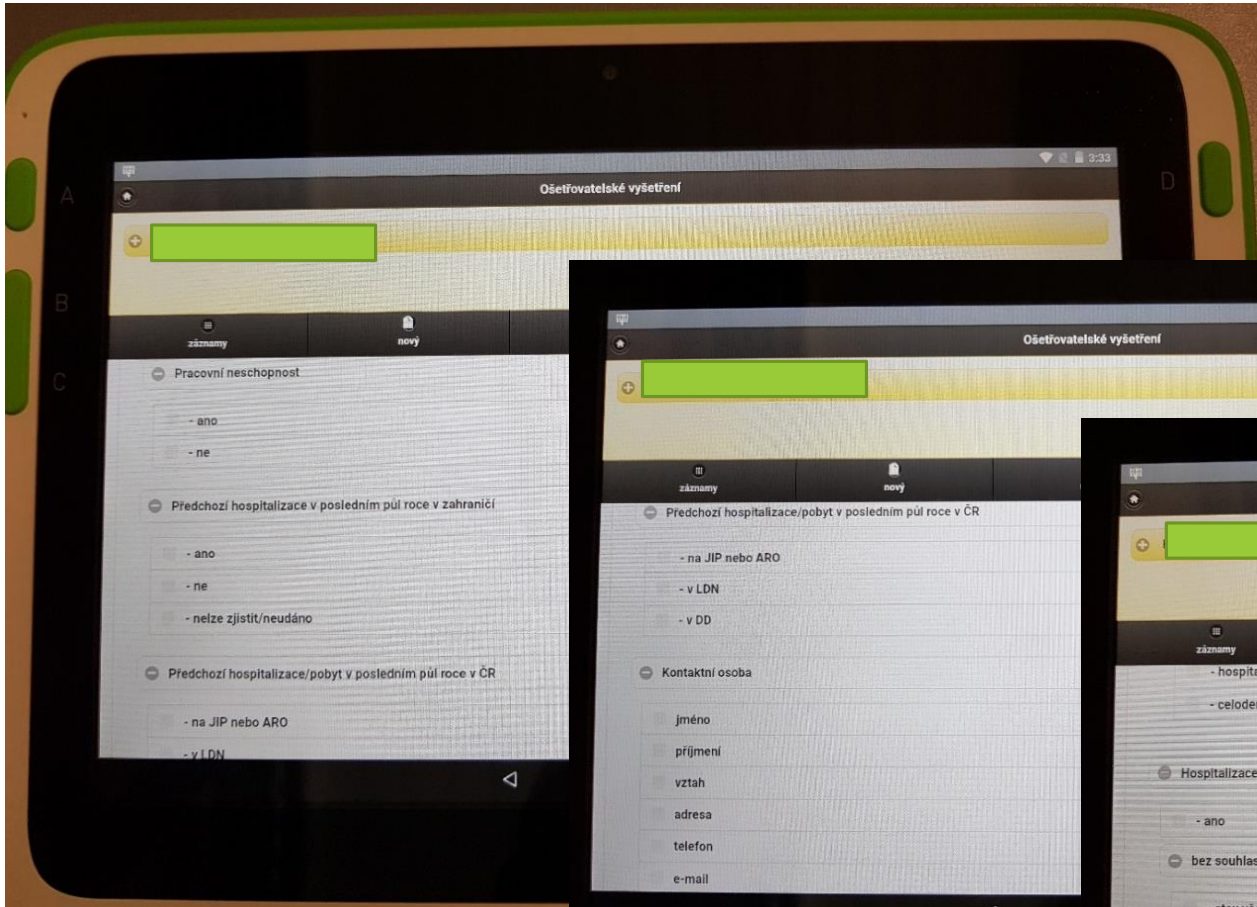 3:33
Ošetřovatelské vyšetření
A
D
B
C
záznamy
nový
Pracovní neschopnost
- ano
- ne
Předchozí hospitalizace v posledním půl roce v zahraničí
- ano
- ne
- nelze zjistit/neudáno
Předchozí hospitalizace/pobyt v posledním půl roce v ČR
- na JIP nebo ARO
- v LDN
Ošetřovatelské vyšetření
záznamy
nový
Předchozí hospitalizace/pobyt v posledním půl roce v ČR
- na JIP nebo ARO
- v LDN
- v DD
Kontaktní osoba
jméno
příjmení
vztah
adresa
telefon
e-mail
záznamy
- hospita
- celoden
Hospitalizace
- ano
bez souhlas